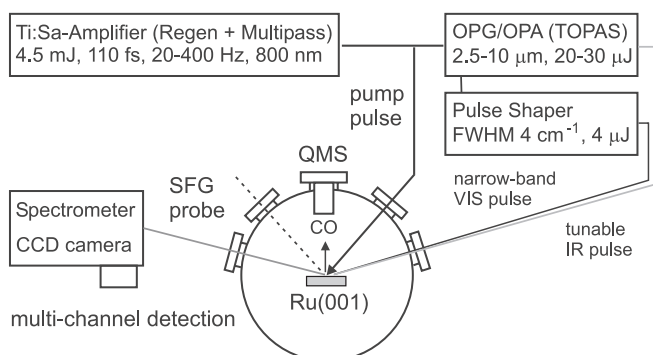 Ti:Sa-Amplifier (Regen + Multipass)
4.5 mJ, 110 fs, 20-400 Hz, 800 nm
OPG/OPA (TOPAS)
2.5-10 μm, 20-30 μJ
pump
pulse
Pulse Shaper
FWHM 4 cm⁻¹, 4 μJ
QMS
SFG
probe
narrow-band
VIS pulse
Spectrometer
CCD camera
CO
tunable
IR pulse
Ru(001)
multi-channel detection